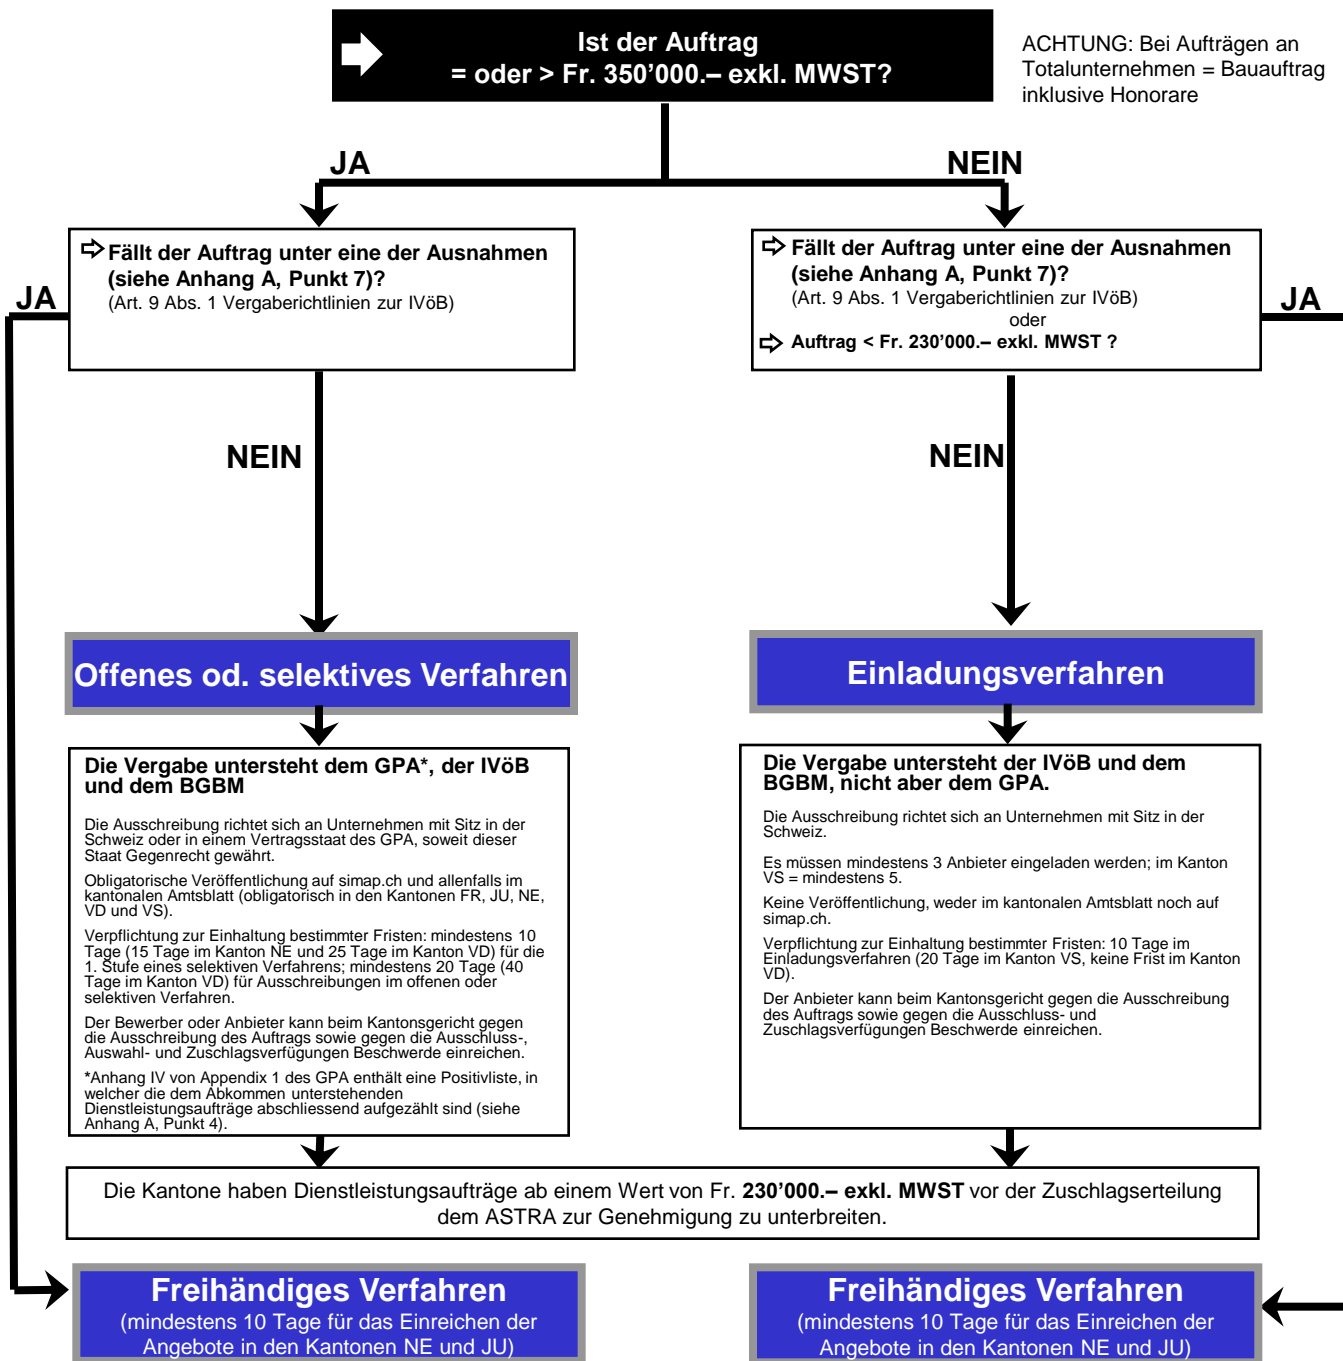 Ist der Auftrag
= oder > Fr. 350’000.– exkl. MWST?
ACHTUNG: Bei Aufträgen an
Totalunternehmen = Bauauftrag
inklusive Honorare
JA
NEIN
Fällt der Auftrag unter eine der Ausnahmen
(siehe Anhang A, Punkt 7)?
(Art. 9 Abs. 1 Vergaberichtlinien zur IVöB)
JA
Fällt der Auftrag unter eine der Ausnahmen
(siehe Anhang A, Punkt 7)?
(Art. 9 Abs. 1 Vergaberichtlinien zur IVöB)
oder
Auftrag < Fr. 230’000.– exkl. MWST ?
JA
NEIN
NEIN
Offenes od. selektives Verfahren
Einladungsverfahren
Die Vergabe untersteht dem GPA*, der IVöB
und dem BGBM
Die Ausschreibung richtet sich an Unternehmen mit Sitz in der
Schweiz oder in einem Vertragsstaat des GPA, soweit dieser
Staat Gegenrecht gewährt.
Obligatorische Veröffentlichung auf simap.ch und allenfalls im
kantonalen Amtsblatt (obligatorisch in den Kantonen FR, JU, NE,
VD und VS).
Verpflichtung zur Einhaltung bestimmter Fristen: mindestens 10
Tage (15 Tage im Kanton NE und 25 Tage im Kanton VD) für die
1. Stufe eines selektiven Verfahrens; mindestens 20 Tage (40
Tage im Kanton VD) für Ausschreibungen im offenen oder
selektiven Verfahren.
Der Bewerber oder Anbieter kann beim Kantonsgericht gegen
die Ausschreibung des Auftrags sowie gegen die Ausschluss-,
Auswahl- und Zuschlagsverfügungen Beschwerde einreichen.
*Anhang IV von Appendix 1 des GPA enthält eine Positivliste, in
welcher die dem Abkommen unterstehenden
Dienstleistungsaufträge abschliessend aufgezählt sind (siehe
Anhang A, Punkt 4).
Die Vergabe untersteht der IVöB und dem
BGBM, nicht aber dem GPA.
Die Ausschreibung richtet sich an Unternehmen mit Sitz in der
Schweiz.
Es müssen mindestens 3 Anbieter eingeladen werden; im Kanton
VS = mindestens 5.
Keine Veröffentlichung, weder im kantonalen Amtsblatt noch auf
simap.ch.
Verpflichtung zur Einhaltung bestimmter Fristen: 10 Tage im
Einladungsverfahren (20 Tage im Kanton VS, keine Frist im Kanton
VD).
Der Anbieter kann beim Kantonsgericht gegen die Ausschreibung
des Auftrags sowie gegen die Ausschluss- und
Zuschlagsverfügungen Beschwerde einreichen.
Die Kantone haben Dienstleistungsaufträge ab einem Wert von Fr. 230’000.– exkl. MWST vor der Zuschlagserteilung
dem ASTRA zur Genehmigung zu unterbreiten.
Freihändiges Verfahren
(mindestens 10 Tage für das Einreichen der
Angebote in den Kantonen NE und JU)
Freihändiges Verfahren
(mindestens 10 Tage für das Einreichen der
Angebote in den Kantonen NE und JU)